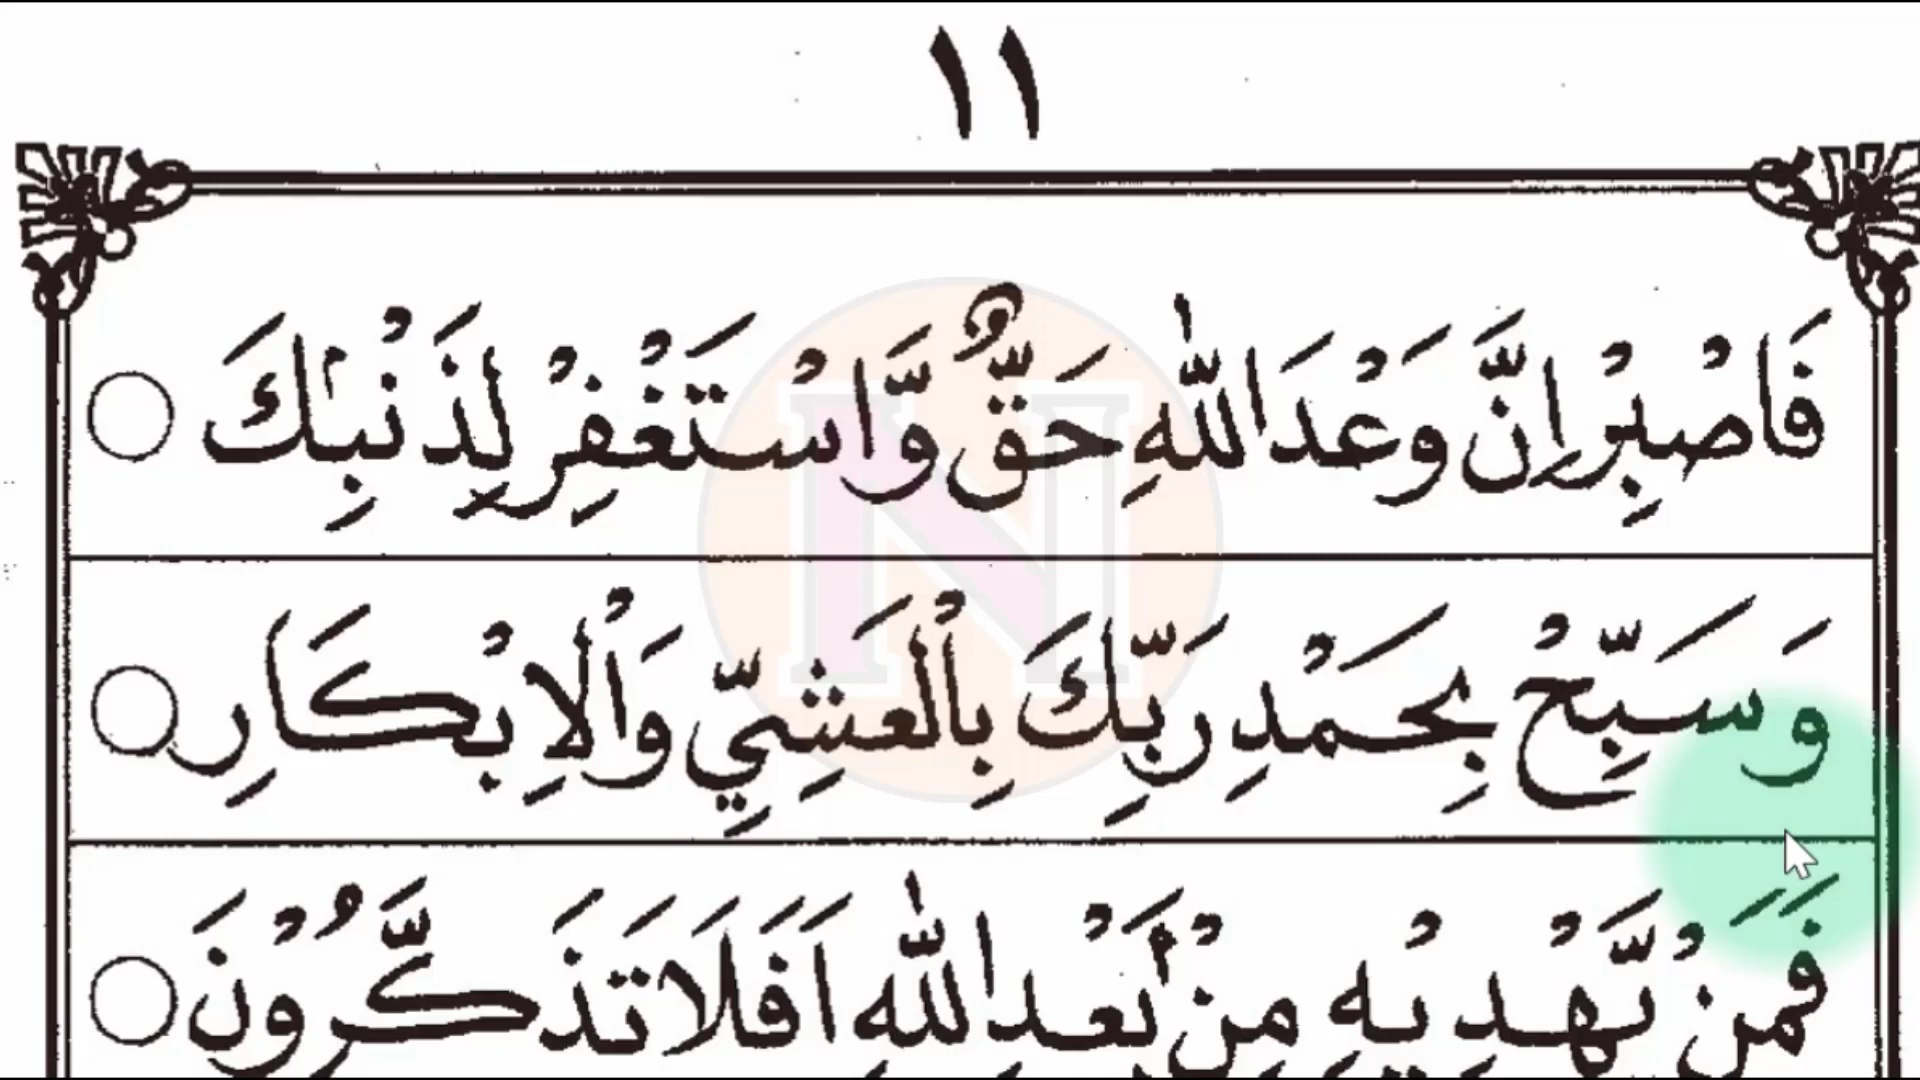 ١١
فَاصْبِرْ اِنَّ وَعْدَ اللّٰهِ حَقٌّ وَّاسْتَغْفِرْ لِذَنْۢبِكَ
وَسَبِّحْ بِحَمْدِ رَبِّكَ بِالْعَشِيِّ وَالْاِبْكَارِ
فَمَنْ يَّهْدِيْهِ مِنْۢ بَعْدِ اللّٰهِ اَفَلَا تَذَكَّرُوْنَ
N